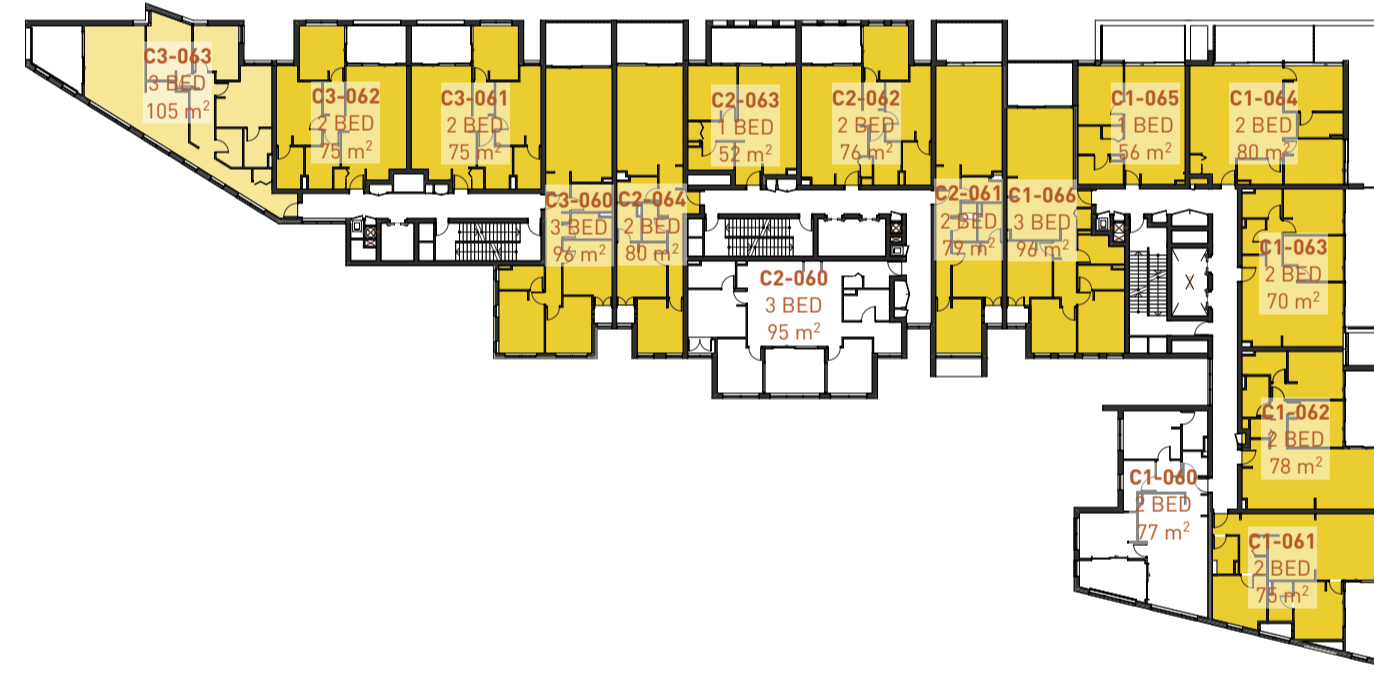 C3-063
3 BED
105 m²
C3-062
2 BED
75 m²
C3-061
2 BED
75 m²
C2-063
1 BED
52 m²
C2-062
2 BED
76 m²
C1-065
1 BED
56 m²
C1-064
2 BED
80 m²
C3-060
3 BED
96 m²
C2-064
2 BED
80 m²
C2-061
2 BED
79 m²
C1-066
3 BED
96 m²
C2-060
3 BED
95 m²
C1-063
2 BED
70 m²
X
C1-062
2 BED
78 m²
C1-060
2 BED
77 m²
C1-061
2 BED
75 m²